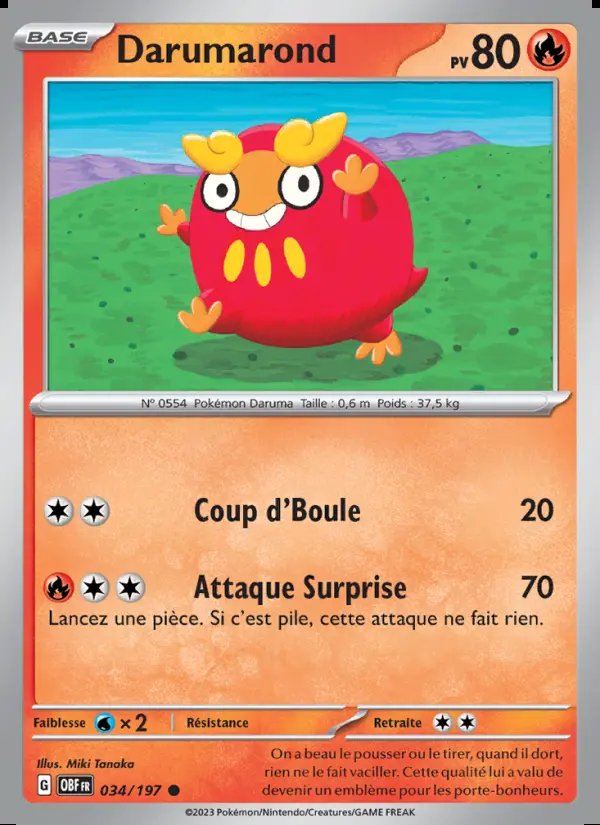 BASE Darumarond PV 80
N° 0554 Pokémon Daruma Taille : 0,6 m Poids : 37,5 kg
Coup d'Boule 20
Attaque Surprise 70
Lancez une pièce. Si c'est pile, cette attaque ne fait rien.
Faiblesse ×2 Résistance Retraite
Illus. Miki Tanaka
On a beau le pousser ou le tirer, quand il dort,
rien ne le fait vaciller. Cette qualité lui a valu de
devenir un emblème pour les porte-bonheurs.
G OBF FR 034/197
©2023 Pokémon/Nintendo/Creatures/GAME FREAK